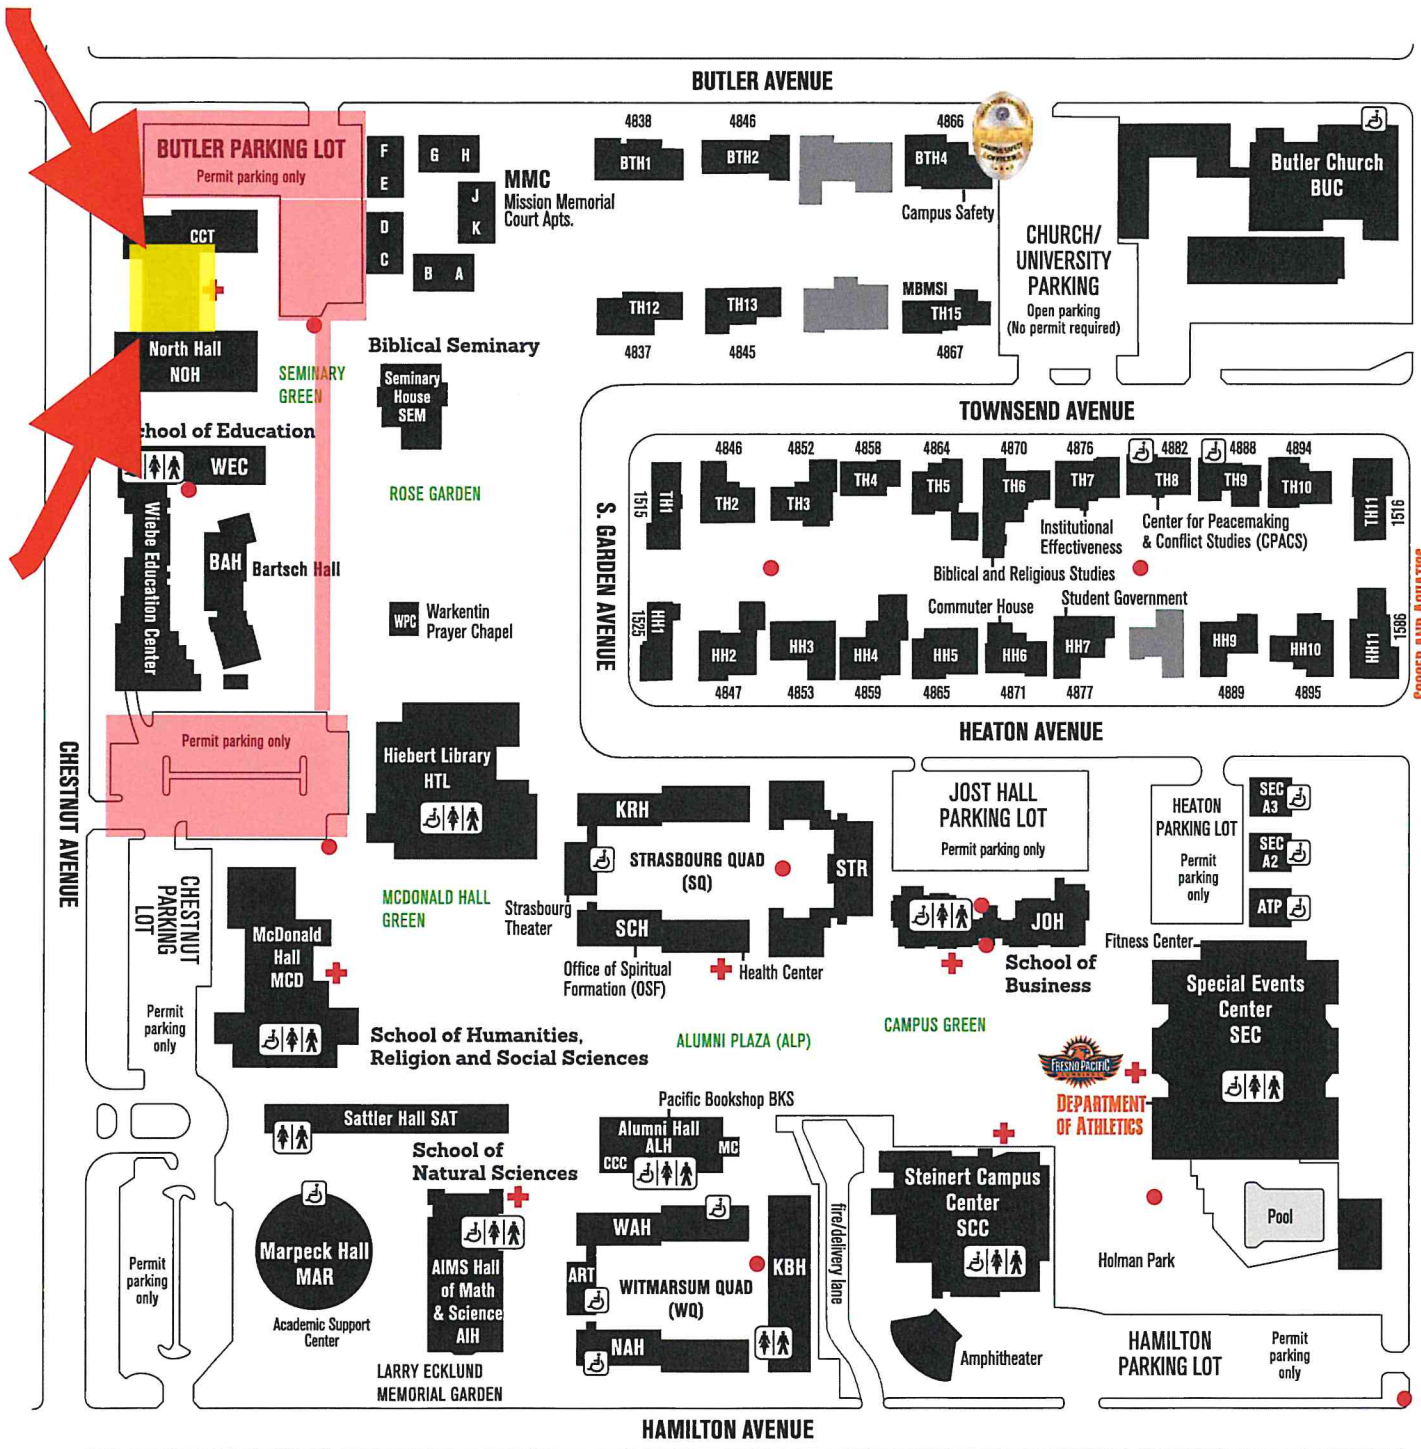 BUTLER AVENUE
BUTLER PARKING LOT
Permit parking only
F
E
G H
J
K
D
C
B A
MMC
Mission Memorial
Court Apts.
4838
BTH1
4846
BTH2
4866
BTH4
Campus Safety
Butler Church
BUC
CHURCH/
UNIVERSITY
PARKING
Open parking
(No permit required)
CCT
North Hall
NOH
SEMINARY
GREEN
Biblical Seminary
Seminary
House
SEM
TH12
4837
TH13
4845
MBMSI
TH15
4867
TOWNSEND AVENUE
chool of Education
WEC
Wiebe Education Center
BAH
Bartsch Hall
ROSE GARDEN
WPC
Warkentin
Prayer Chapel
S. GARDEN AVENUE
4846
4852
4858
4864
4870
4876
4882
4888
4894
1515
TH1
TH2
TH3
TH4
TH5
TH6
TH7
TH8
TH9
TH10
TH11
1516
Institutional
Effectiveness
Center for Peacemaking
& Conflict Studies (CPACS)
Biblical and Religious Studies
Commuter House
Student Government
1525
HH1
HH2
HH3
HH4
HH5
HH6
HH7
HH9
HH10
HH11
1586
4847
4853
4859
4865
4871
4877
4889
4895
HEATON AVENUE
CHESTNUT AVENUE
Permit parking only
Hiebert Library
HTL
KRH
STRASBOURG QUAD
(SQ)
STR
Strasbourg
Theater
SCH
Office of Spiritual
Formation (OSF)
Health Center
JOST HALL
PARKING LOT
Permit parking only
JOH
School of
Business
HEATON
PARKING LOT
Permit
parking
only
SEC
A3
SEC
A2
ATP
Fitness Center
Special Events
Center
SEC
CHESTNUT
PARKING
LOT
Permit
parking
only
MCDONALD HALL
GREEN
McDonald
Hall
MCD
School of Humanities,
Religion and Social Sciences
ALUMNI PLAZA (ALP)
CAMPUS GREEN
FRESNO PACIFIC
DEPARTMENT
OF ATHLETICS
Sattler Hall SAT
School of
Natural Sciences
Pacific Bookshop BKS
Alumni Hall
ALH
CCC
MC
Steinert Campus
Center
SCC
Pool
Holman Park
Permit
parking
only
Marpeck Hall
MAR
Academic Support
Center
AIMS Hall
of Math
& Science
AIH
LARRY ECKLUND
MEMORIAL GARDEN
WAH
ART
WITMARSUM QUAD
(WQ)
KBH
NAH
fire/delivery lane
Amphitheater
HAMILTON
PARKING LOT
Permit
parking
only
HAMILTON AVENUE